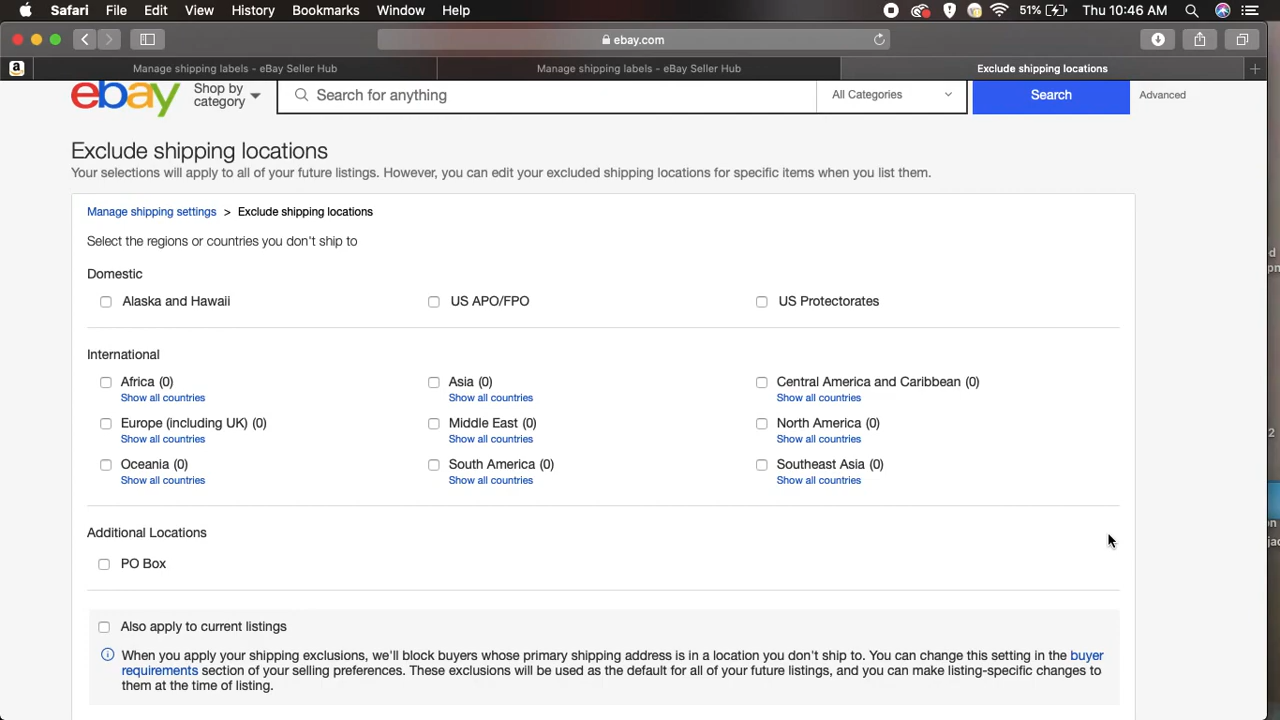 Safari File Edit View History Bookmarks Window Help 51% Thu 10:46 AM
ebay.com
Manage shipping labels - eBay Seller Hub Manage shipping labels - eBay Seller Hub Exclude shipping locations
ebay Shop by category Search for anything All Categories Search Advanced
Exclude shipping locations
Your selections will apply to all of your future listings. However, you can edit your excluded shipping locations for specific items when you list them.
Manage shipping settings > Exclude shipping locations
Select the regions or countries you don't ship to
Domestic
Alaska and Hawaii US APO/FPO US Protectorates
International
Africa (0) Asia (0) Central America and Caribbean (0)
Show all countries Show all countries Show all countries
Europe (including UK) (0) Middle East (0) North America (0)
Show all countries Show all countries Show all countries
Oceania (0) South America (0) Southeast Asia (0)
Show all countries Show all countries Show all countries
Additional Locations
PO Box
Also apply to current listings
When you apply your shipping exclusions, we'll block buyers whose primary shipping address is in a location you don't ship to. You can change this setting in the buyer
requirements section of your selling preferences. These exclusions will be used as the default for all of your future listings, and you can make listing-specific changes to
them at the time of listing.